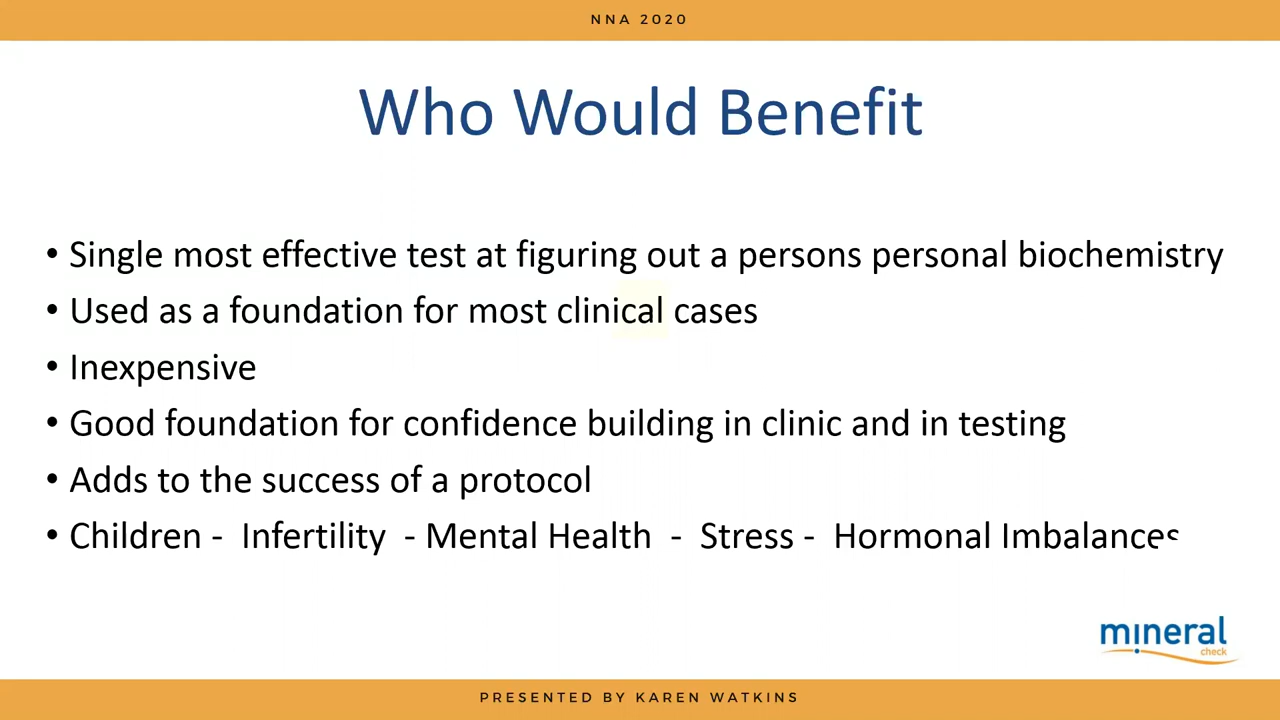 NNA 2020
Who Would Benefit
• Single most effective test at figuring out a persons personal biochemistry
• Used as a foundation for most clinical cases
• Inexpensive
• Good foundation for confidence building in clinic and in testing
• Adds to the success of a protocol
• Children - Infertility - Mental Health - Stress - Hormonal Imbalances
mineral
check
PRESENTED BY KAREN WATKINS